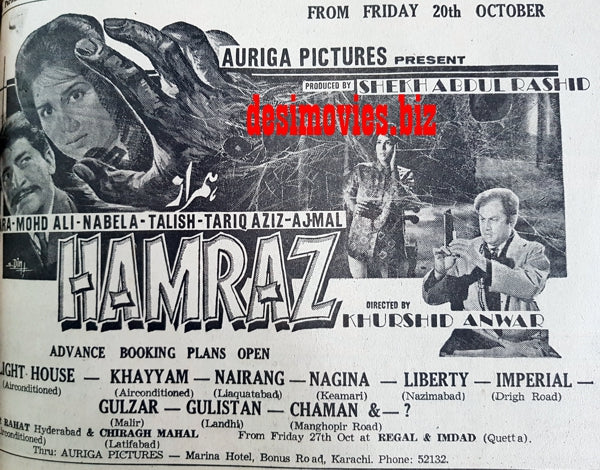 FROM FRIDAY 20th OCTOBER
AURIGA PICTURES PRESENT
PRODUCED BY SHEKH ABDUL RASHID
desimovies.biz
ہمراز
ARA-MOHD ALI-NABELA-TALISH-TARIQ AZIZ-AJMAL
HAMRAZ
DIRECTED BY
KHURSHID ANWAR
ADVANCE BOOKING PLANS OPEN
LIGHT HOUSE — KHAYYAM — NAIRANG — NAGINA — LIBERTY — IMPERIAL —
(Airconditioned) (Airconditioned) (Liaquatabad) (Keamari) (Nazimabad) (Drigh Road)
GULZAR — GULISTAN — CHAMAN & — ?
(Malir) (Landhi) (Manghopir Road)
RAHAT Hyderabad & CHIRAGH MAHAL From Friday 27th Oct at REGAL & IMDAD (Quetta).
conditioned) (Latifabad)
Thru: AURIGA PICTURES — Marina Hotel, Bonus Road, Karachi. Phone: 52132.